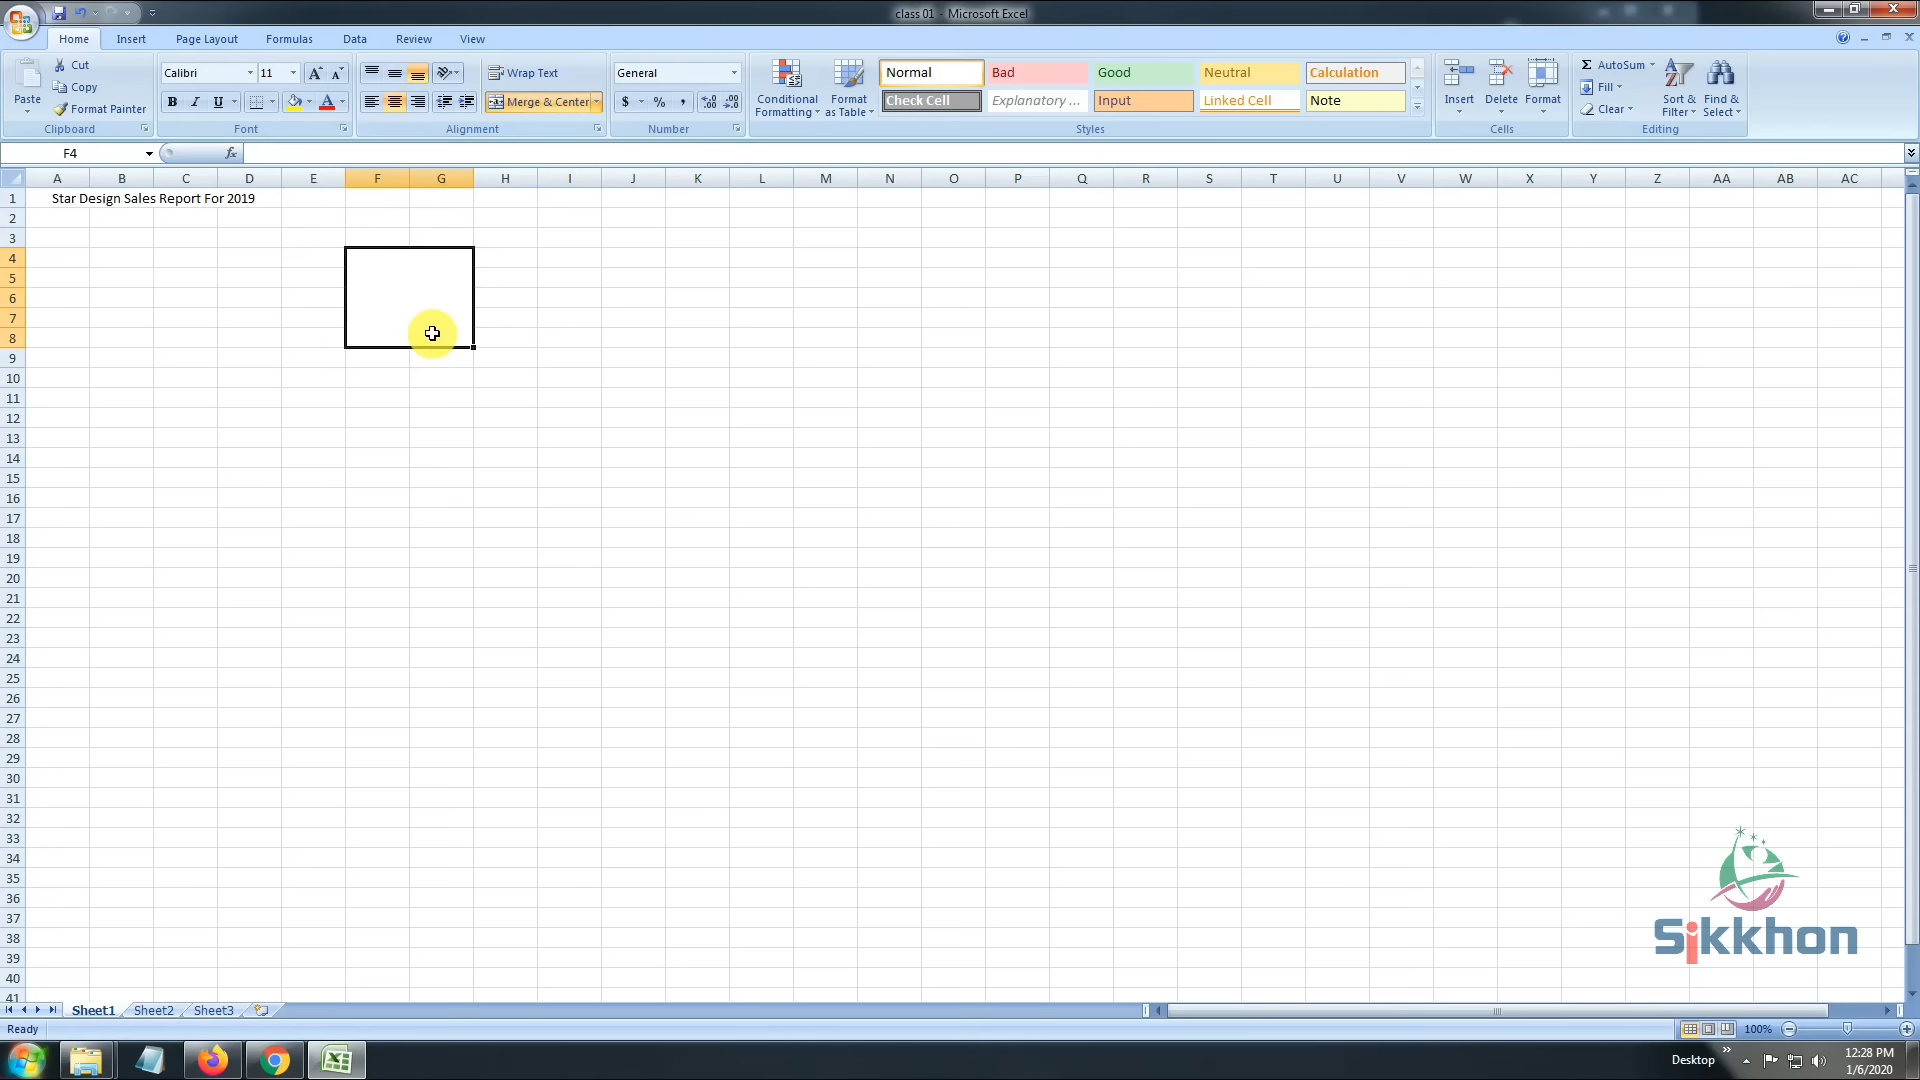 class 01 - Microsoft Excel
Home Insert Page Layout Formulas Data Review View
Cut
Copy
Format Painter
Paste
Clipboard
Calibri 11
B I U
Font
Wrap Text
Merge & Center
Alignment
General
$ % ,
Number
Conditional Formatting
Format as Table
Normal Bad Good Neutral Calculation
Check Cell Explanatory ... Input Linked Cell Note
Styles
Insert Delete Format
Cells
Σ AutoSum
Fill
Clear
Sort & Filter
Find & Select
Editing
F4 fx
A B C D E F G H I J K L M N O P Q R S T U V W X Y Z AA AB AC
1 Star Design Sales Report For 2019
2
3
4
5
6
7
8
9
10
11
12
13
14
15
16
17
18
19
20
21
22
23
24
25
26
27
28
29
30
31
32
33
34
35
36
37
38
39
40
41
Sikkhon
Sheet1 Sheet2 Sheet3
Ready 100%
Desktop
12:28 PM
1/6/2020